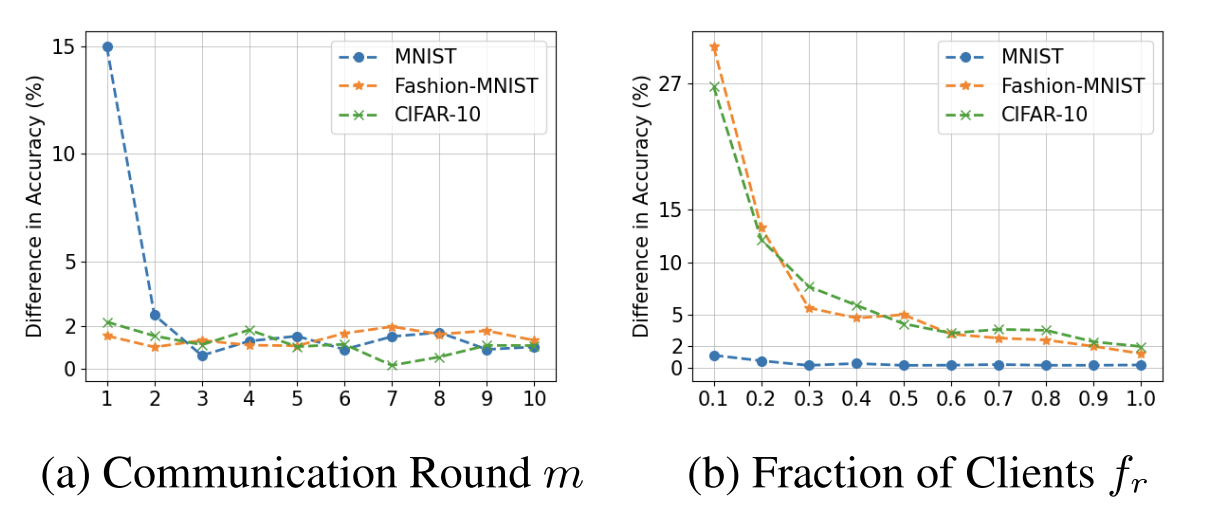 Difference in Accuracy (%)
15
10
5
2
0
MNIST
Fashion-MNIST
CIFAR-10
1 2 3 4 5 6 7 8 9 10
(a) Communication Round m
Difference in Accuracy (%)
27
15
10
5
2
0
MNIST
Fashion-MNIST
CIFAR-10
0.1 0.2 0.3 0.4 0.5 0.6 0.7 0.8 0.9 1.0
(b) Fraction of Clients f_r